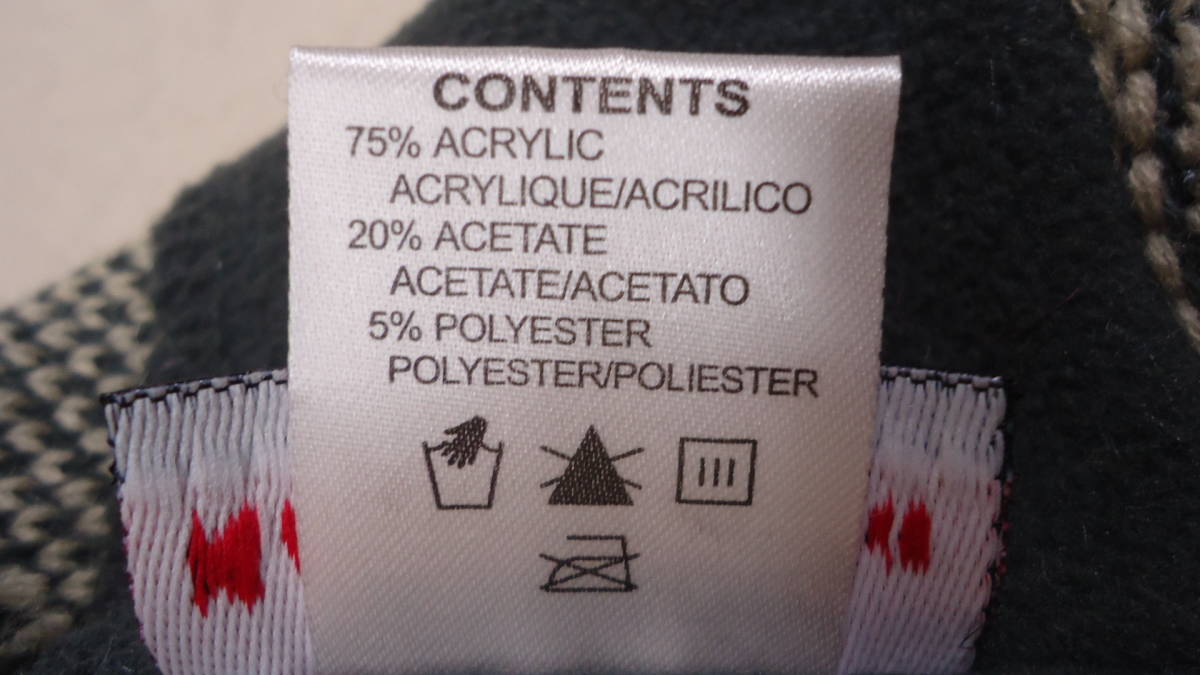 CONTENTS
75% ACRYLIC
ACRYLIQUE/ACRILICO
20% ACETATE
ACETATE/ACETATO
5% POLYESTER
POLYESTER/POLIESTER